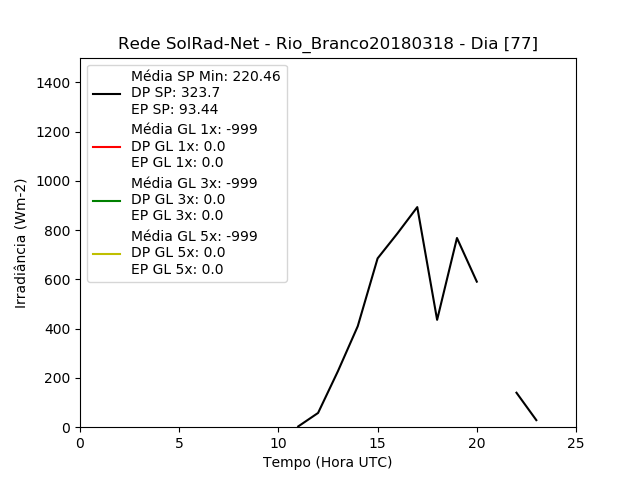 Rede SolRad-Net - Rio_Branco20180318 - Dia [77]
Média SP Min: 220.46
DP SP: 323.7
EP SP: 93.44
Média GL 1x: -999
DP GL 1x: 0.0
EP GL 1x: 0.0
Média GL 3x: -999
DP GL 3x: 0.0
EP GL 3x: 0.0
Média GL 5x: -999
DP GL 5x: 0.0
EP GL 5x: 0.0
Irradiância (Wm-2)
1400
1200
1000
800
600
400
200
0
0 5 10 15 20 25
Tempo (Hora UTC)